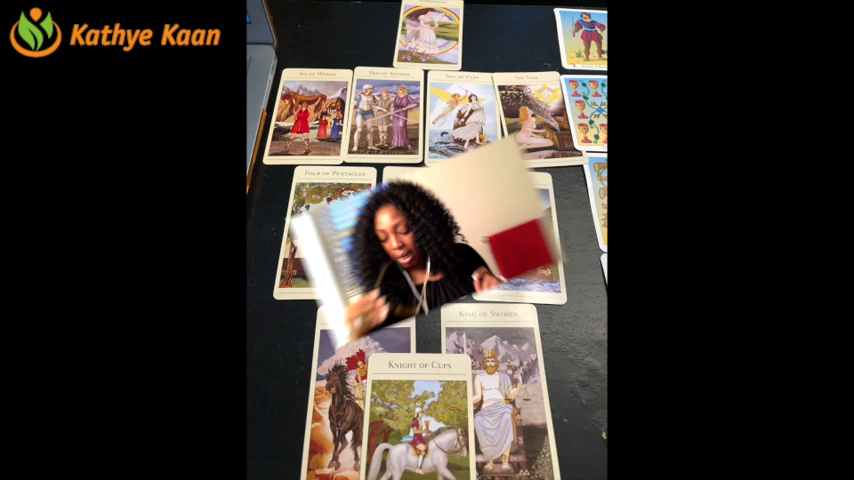 Kathye Kaan
Six of Wands
Two of Swords
Two of Cups
The Star
Four of Pentacles
King of Swords
Knight of Cups